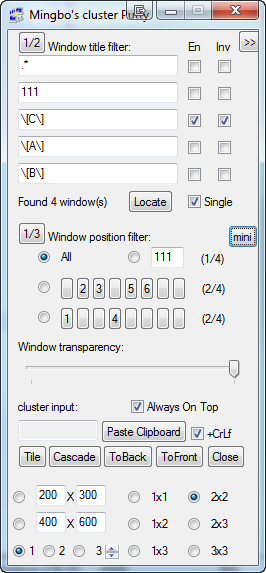 Mingbo's cluster Putty
1/2 Window title filter: En Inv >>
.*
111
\[C\]
\[A\]
\[B\]
Found 4 window(s) Locate Single
1/3 Window position filter: mini
All 111 (1/4)
2 3 5 6 (2/4)
1 4 (2/4)
Window transparency:
cluster input: Always On Top
Paste Clipboard +CrLf
Tile Cascade ToBack ToFront Close
200 X 300 1x1 2x2
400 X 600 1x2 2x3
1 2 3 1x3 3x3